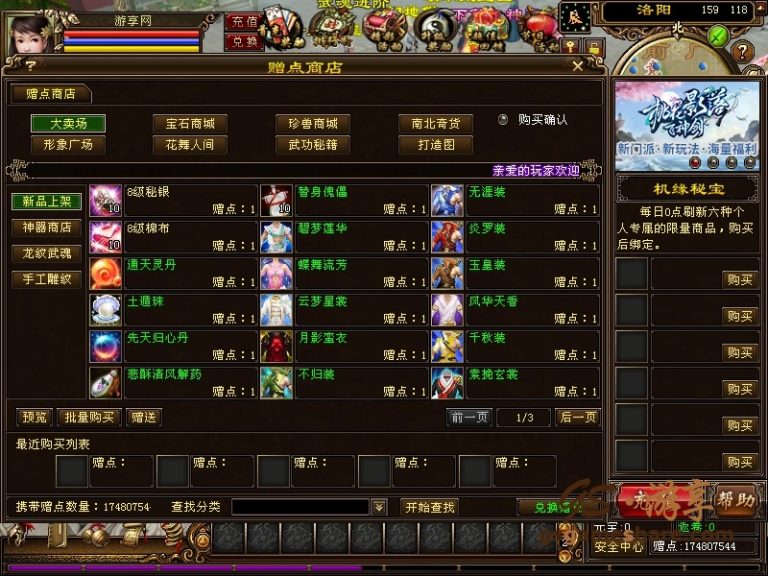 游享网
充值
兑换
辰
洛阳 159 118
北
赠点商店
赠点商店
大卖场
宝石商城
珍兽商城
南北奇货
购买确认
形象广场
花舞人间
武功秘籍
打造图
亲爱的玩家欢迎
新品上架
神器商店
龙纹武魂
手工雕纹
8级秘银 10 赠点：1
替身傀儡 10 赠点：1
无涯装 赠点：1
8级棉布 10 赠点：1
碧梦莲华 赠点：1
炎罗装 赠点：1
通天灵丹 赠点：1
蝶舞流芳 赠点：1
玉皇装 赠点：1
土遁珠 赠点：1
云梦星裳 赠点：1
风华天香 赠点：1
先天归心丹 赠点：1
月影蛮衣 赠点：1
千秋装 赠点：1
悲酥清风解药 赠点：1
不归装 赠点：1
素挽玄裳 赠点：1
预览
批量购买
赠送
前一页
1/3
后一页
最近购买列表
赠点：
赠点：
赠点：
赠点：
赠点：
携带赠点数量：17480754
查找分类
开始查找
桃花影落飞神剑
新门派·新玩法·海量福利
机缘秘宝
每日0点刷新六种个
人专属的限量商品，购买
后绑定。
购买
购买
购买
购买
购买
购买
帮助
安全中心
赠点:174807544